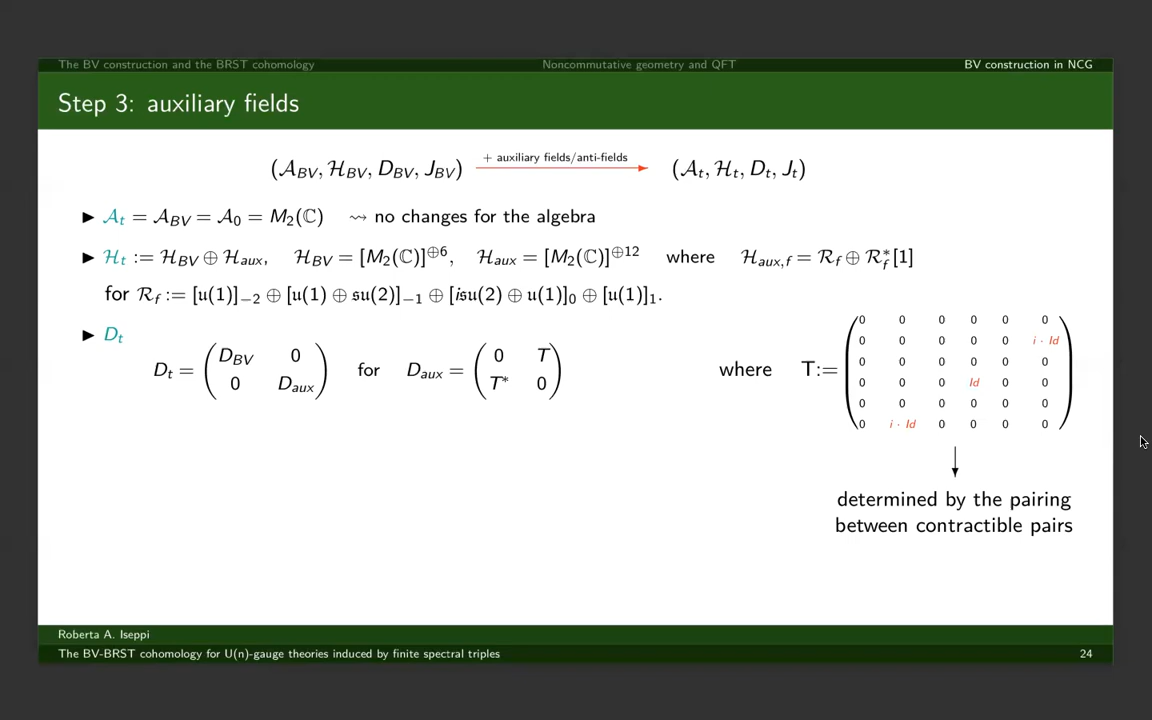 The BV construction and the BRST cohomology Noncommutative geometry and QFT BV construction in NCG
Step 3: auxiliary fields
(𝒜_BV, ℋ_BV, D_BV, J_BV) + auxiliary fields/anti-fields → (𝒜_t, ℋ_t, D_t, J_t)
▶ 𝒜_t = 𝒜_BV = 𝒜_0 = M_2(ℂ) ⇝ no changes for the algebra
▶ ℋ_t := ℋ_BV ⊕ ℋ_aux, ℋ_BV = [M_2(ℂ)]^⊕6, ℋ_aux = [M_2(ℂ)]^⊕12 where ℋ_aux,f = ℛ_f ⊕ ℛ_f^*[1]
for ℛ_f := [𝔲(1)]_−2 ⊕ [𝔲(1) ⊕ 𝔰𝔲(2)]_−1 ⊕ [i𝔰𝔲(2) ⊕ 𝔲(1)]_0 ⊕ [𝔲(1)]_1.
▶ D_t
D_t = (D_BV 0
0 D_aux) for D_aux = (0 T
T* 0) where T:=
(0 0 0 0 0 0
0 0 0 0 0 i · Id
0 0 0 0 0 0
0 0 0 Id 0 0
0 0 0 0 0 0
0 i · Id 0 0 0 0)
↓
determined by the pairing
between contractible pairs
Roberta A. Iseppi
The BV-BRST cohomology for U(n)-gauge theories induced by finite spectral triples 24